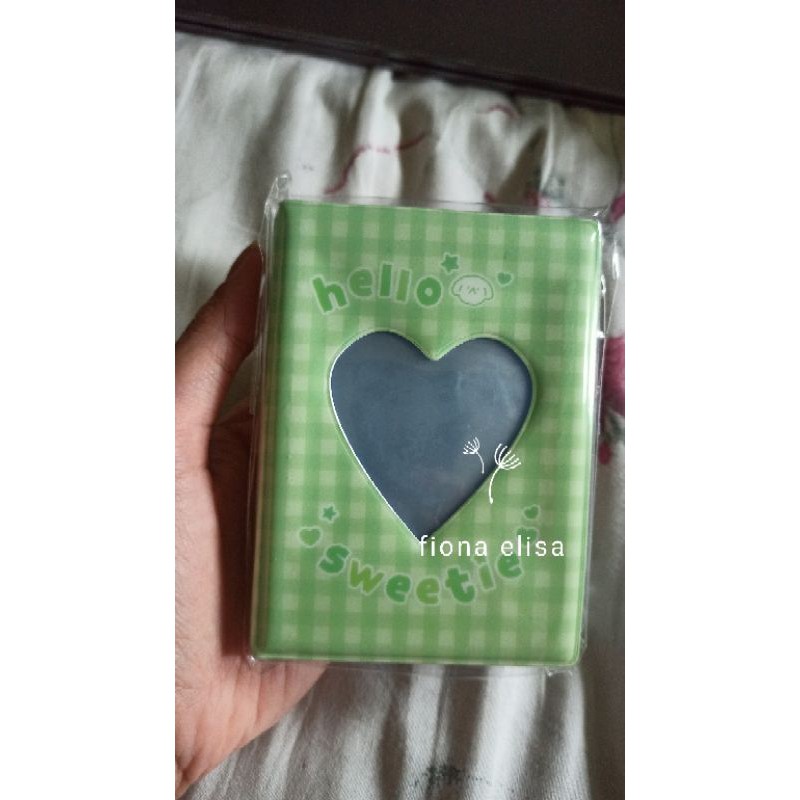 hello
sweetie
fiona elisa